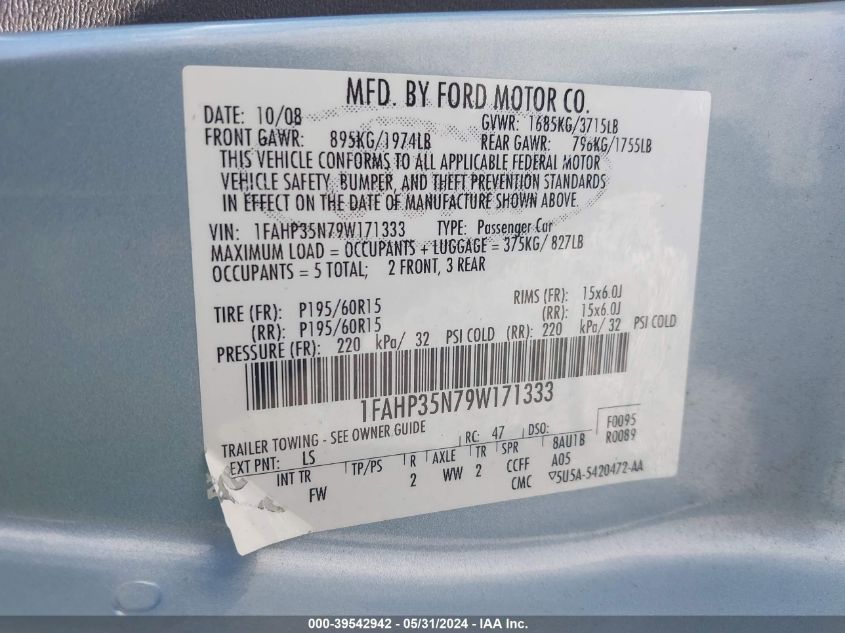 MFD. BY FORD MOTOR CO.
DATE: 10/08 GVWR: 1685KG/3715LB
FRONT GAWR: 895KG/1974LB REAR GAWR: 796KG/1755LB
THIS VEHICLE CONFORMS TO ALL APPLICABLE FEDERAL MOTOR
VEHICLE SAFETY, BUMPER, AND THEFT PREVENTION STANDARDS
IN EFFECT ON THE DATE OF MANUFACTURE SHOWN ABOVE.
VIN: 1FAHP35N79W171333 TYPE: Passenger Car
MAXIMUM LOAD = OCCUPANTS + LUGGAGE = 375KG/ 827LB
OCCUPANTS = 5 TOTAL; 2 FRONT, 3 REAR
TIRE (FR): P195/60R15 RIMS (FR): 15x6.0J
(RR): P195/60R15 (RR): 15x6.0J
PRESSURE (FR): 220 kPa/ 32 PSI COLD (RR): 220 kPa/ 32 PSI COLD
1FAHP35N79W171333
TRAILER TOWING - SEE OWNER GUIDE F0095
RC: 47 DSO: R0089
EXT PNT: LS R AXLE TR SPR 8AU1B
INT TR TP/PS 2 WW 2 CCFF A05
FW CMC ▽5U5A-5420472-AA
000-39542942 - 05/31/2024 - IAA Inc.